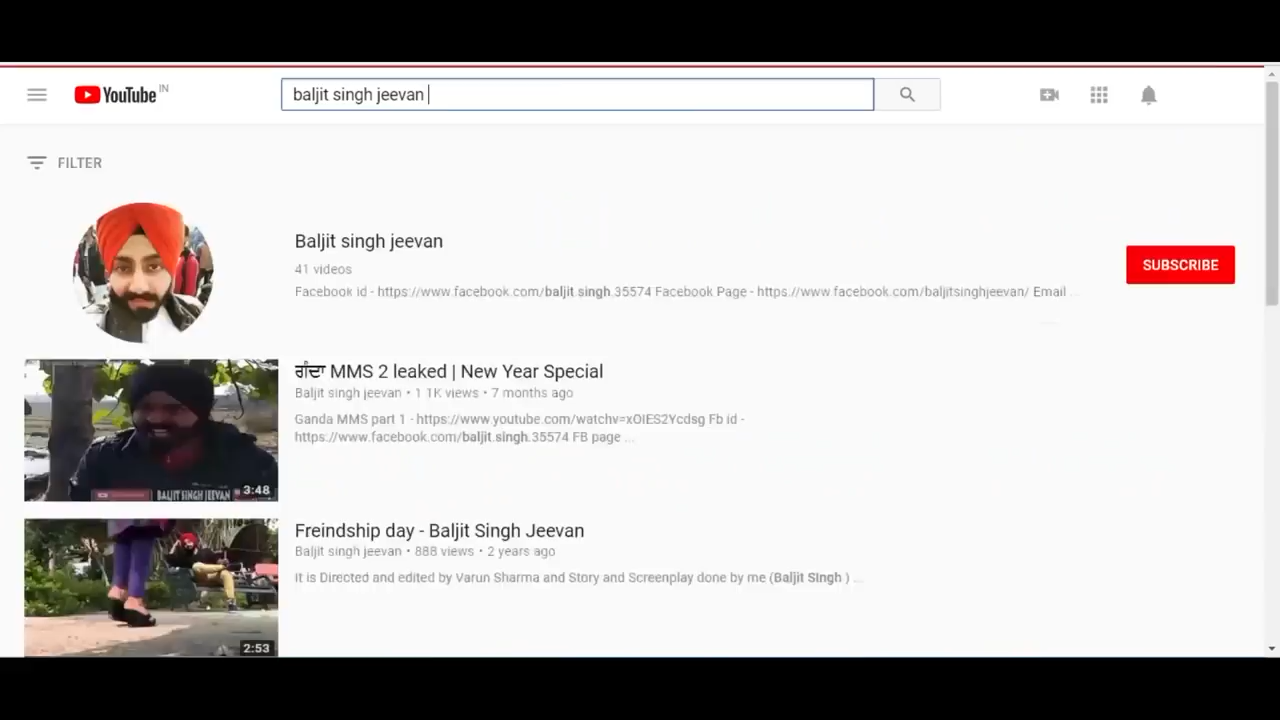 YouTube IN
baljit singh jeevan
FILTER
Baljit singh jeevan
41 videos
SUBSCRIBE
Facebook id - https://www.facebook.com/baljit.singh.35574 Facebook Page - https://www.facebook.com/baljitsinghjeevan/ Email ...
ਗੰਦਾ MMS 2 leaked | New Year Special
Baljit singh jeevan • 1 1K views • 7 months ago
Ganda MMS part 1 - https://www.youtube.com/watchv=xOIES2Ycdsg Fb id -
https://www.facebook.com/baljit.singh.35574 FB page ...
BALJIT SINGH JEEVAN
3:48
Freindship day - Baljit Singh Jeevan
Baljit singh jeevan • 888 views • 2 years ago
It is Directed and edited by Varun Sharma and Story and Screenplay done by me (Baljit Singh ) ...
2:53